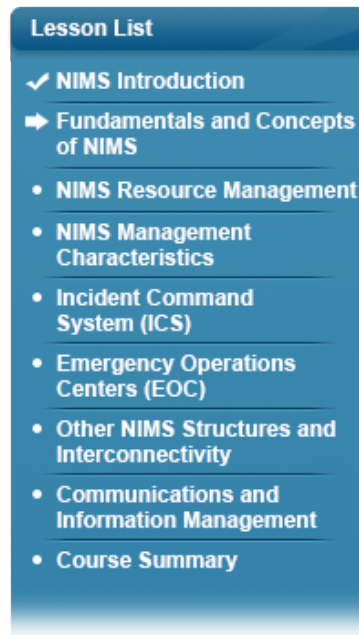 Lesson List
NIMS Introduction
Fundamentals and Concepts
of NIMS
NIMS Resource Management
NIMS Management
Characteristics
Incident Command
System (ICS)
Emergency Operations
Centers (EOC)
Other NIMS Structures and
Interconnectivity
Communications and
Information Management
Course Summary